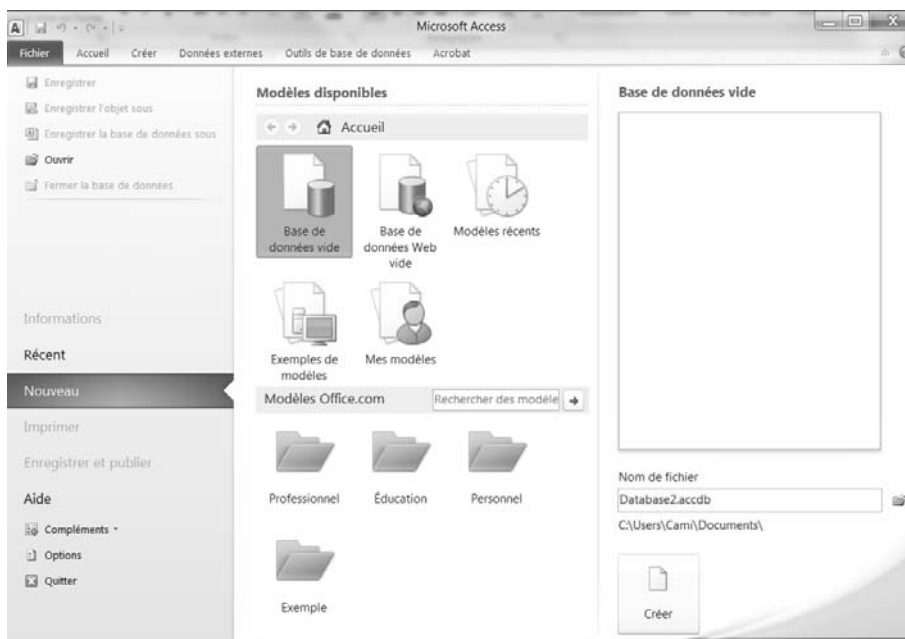 Microsoft Access
Fichier Accueil Créer Données externes Outils de base de données Acrobat
Enregistrer
Enregistrer l'objet sous
Enregistrer la base de données sous
Ouvrir
Fermer la base de données
Informations
Récent
Nouveau
Imprimer
Enregistrer et publier
Aide
Compléments
Options
Quitter
Modèles disponibles
Accueil
Base de
données vide
Base de
données Web
vide
Modèles récents
Exemples de
modèles
Mes modèles
Modèles Office.com
Rechercher des modèle
Professionnel
Éducation
Personnel
Exemple
Base de données vide
Nom de fichier
Database2.accdb
C:\Users\Cami\Documents\
Créer